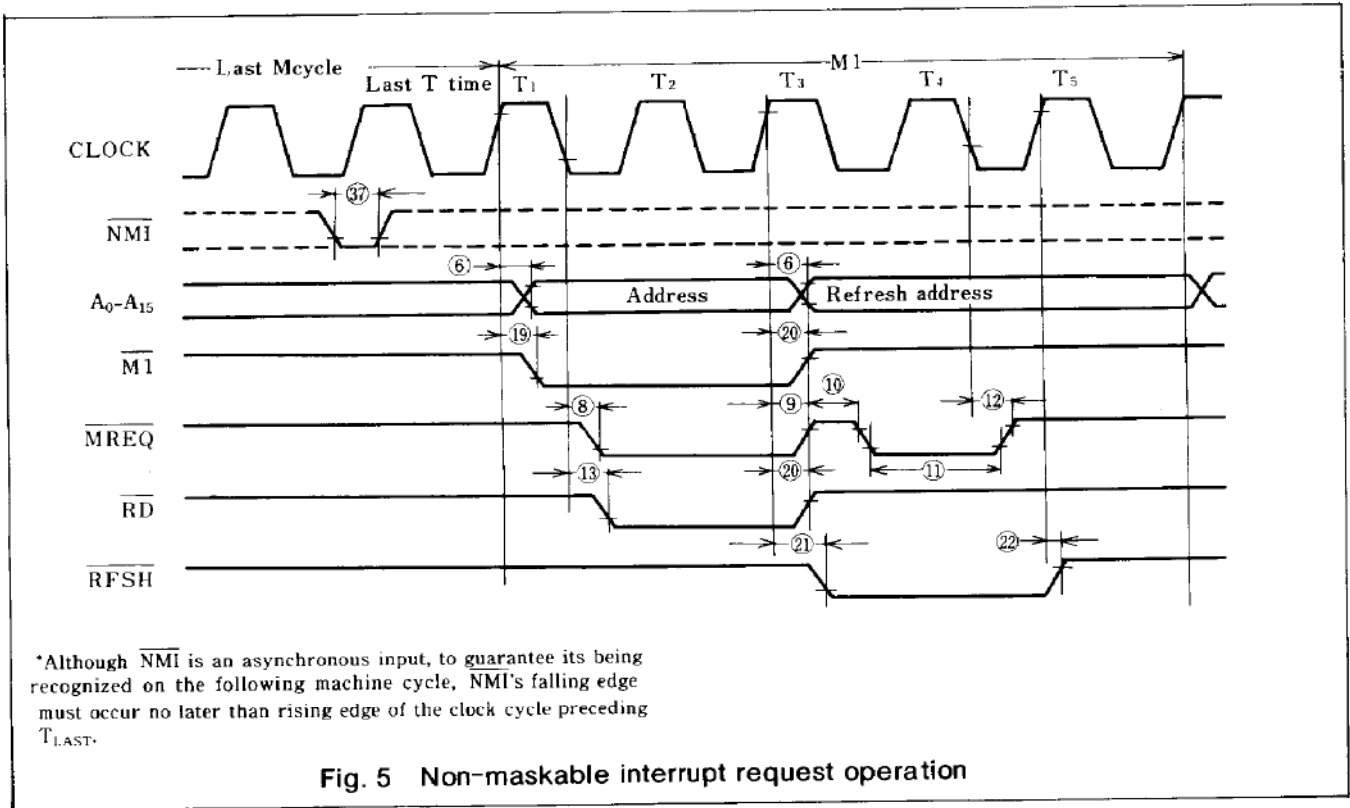 ---- Last Mcycle
M1
Last T time T1 T2 T3 T4 T5
CLOCK
㊲
NMI
⑥ ⑥
A0-A15 Address Refresh address
⑲ ⑳
M1
⑩
⑧ ⑨ ⑫
MREQ
⑪
⑬ ⑳
RD
㉑ ㉒
RFSH
*Although NMI is an asynchronous input, to guarantee its being
recognized on the following machine cycle, NMI's falling edge
must occur no later than rising edge of the clock cycle preceding
TLAST.
Fig. 5 Non-maskable interrupt request operation